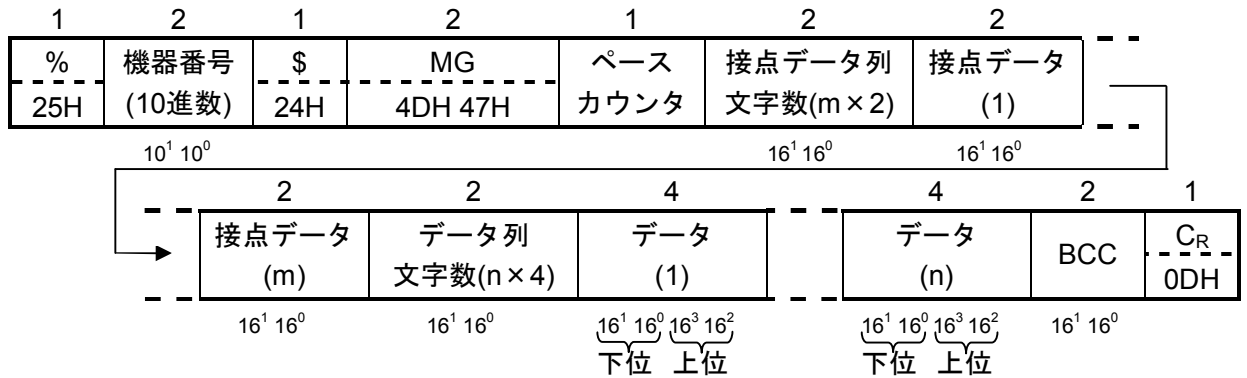 1 2 1 2 1 2 2
% 機器番号 $ MG ペース 接点データ列 接点データ
25H (10進数) 24H 4DH 47H カウンタ 文字数(m×2) (1)
10¹ 10⁰ 16¹ 16⁰ 16¹ 16⁰
2 2 4 4 2 1
接点データ データ列 データ データ BCC CR
(m) 文字数(n×4) (1) (n) 0DH
16¹ 16⁰ 16¹ 16⁰ 16¹ 16⁰ 16³ 16² 16¹ 16⁰ 16³ 16² 16¹ 16⁰
下位 上位 下位 上位